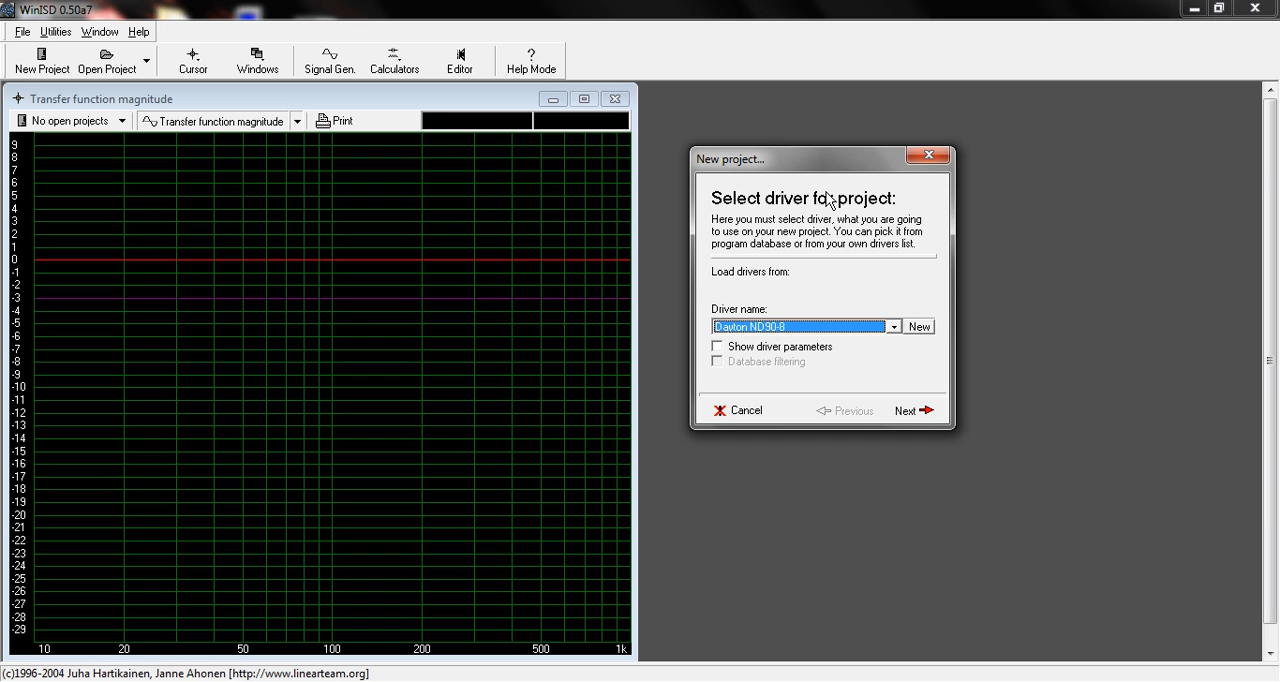 WinISD 0.50a7
File Utilities Window Help
New Project Open Project Cursor Windows Signal Gen. Calculators Editor Help Mode
Transfer function magnitude
No open projects Transfer function magnitude Print
9
8
7
6
5
4
3
2
1
0
-1
-2
-3
-4
-5
-6
-7
-8
-9
-10
-11
-12
-13
-14
-15
-16
-17
-18
-19
-20
-21
-22
-23
-24
-25
-26
-27
-28
-29
10 20 50 100 200 500 1k
New project...
Select driver for project:
Here you must select driver, what you are going
to use on your new project. You can pick it from
program database or from your own drivers list.
Load drivers from:
Driver name:
Dayton ND90-8 New
Show driver parameters
Database filtering
Cancel Previous Next
(c)1996-2004 Juha Hartikainen, Janne Ahonen [http://www.linearteam.org]